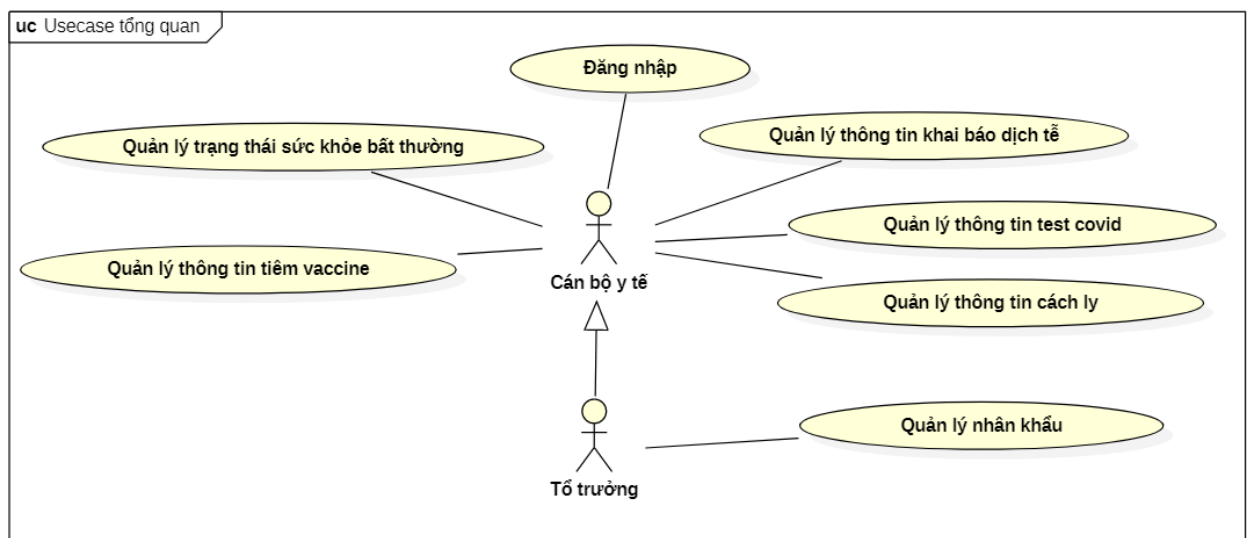 uc Usecase tổng quan
Đăng nhập
Quản lý trạng thái sức khỏe bất thường
Quản lý thông tin khai báo dịch tễ
Quản lý thông tin test covid
Quản lý thông tin tiêm vaccine
Cán bộ y tế
Quản lý thông tin cách ly
Quản lý nhân khẩu
Tổ trưởng